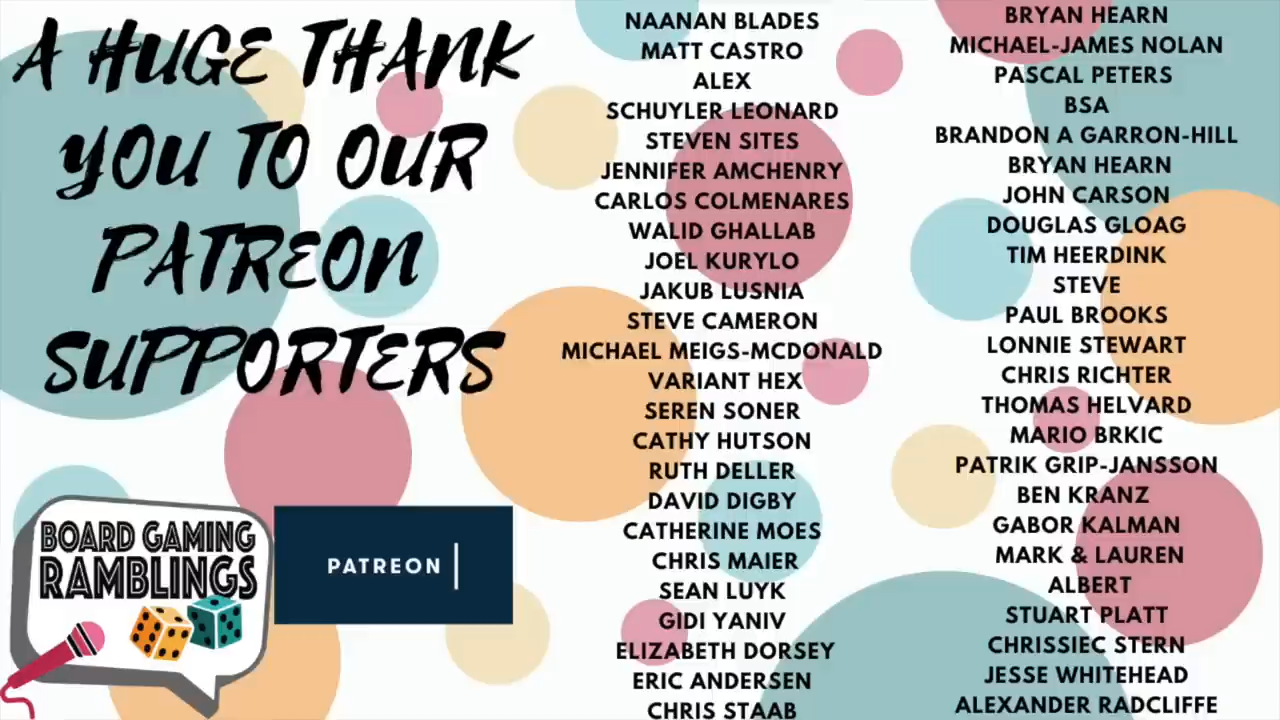 A HUGE THANK
YOU TO OUR
PATREON
SUPPORTERS
BOARD GAMING
RAMBLINGS
PATREON
NAANAN BLADES
MATT CASTRO
ALEX
SCHUYLER LEONARD
STEVEN SITES
JENNIFER AMCHENRY
CARLOS COLMENARES
WALID GHALLAB
JOEL KURYLO
JAKUB LUSNIA
STEVE CAMERON
MICHAEL MEIGS-MCDONALD
VARIANT HEX
SEREN SONER
CATHY HUTSON
RUTH DELLER
DAVID DIGBY
CATHERINE MOES
CHRIS MAIER
SEAN LUYK
GIDI YANIV
ELIZABETH DORSEY
ERIC ANDERSEN
CHRIS STAAB
BRYAN HEARN
MICHAEL-JAMES NOLAN
PASCAL PETERS
BSA
BRANDON A GARRON-HILL
BRYAN HEARN
JOHN CARSON
DOUGLAS GLOAG
TIM HEERDINK
STEVE
PAUL BROOKS
LONNIE STEWART
CHRIS RICHTER
THOMAS HELVARD
MARIO BRKIC
PATRIK GRIP-JANSSON
BEN KRANZ
GABOR KALMAN
MARK & LAUREN
ALBERT
STUART PLATT
CHRISSIEC STERN
JESSE WHITEHEAD
ALEXANDER RADCLIFFE